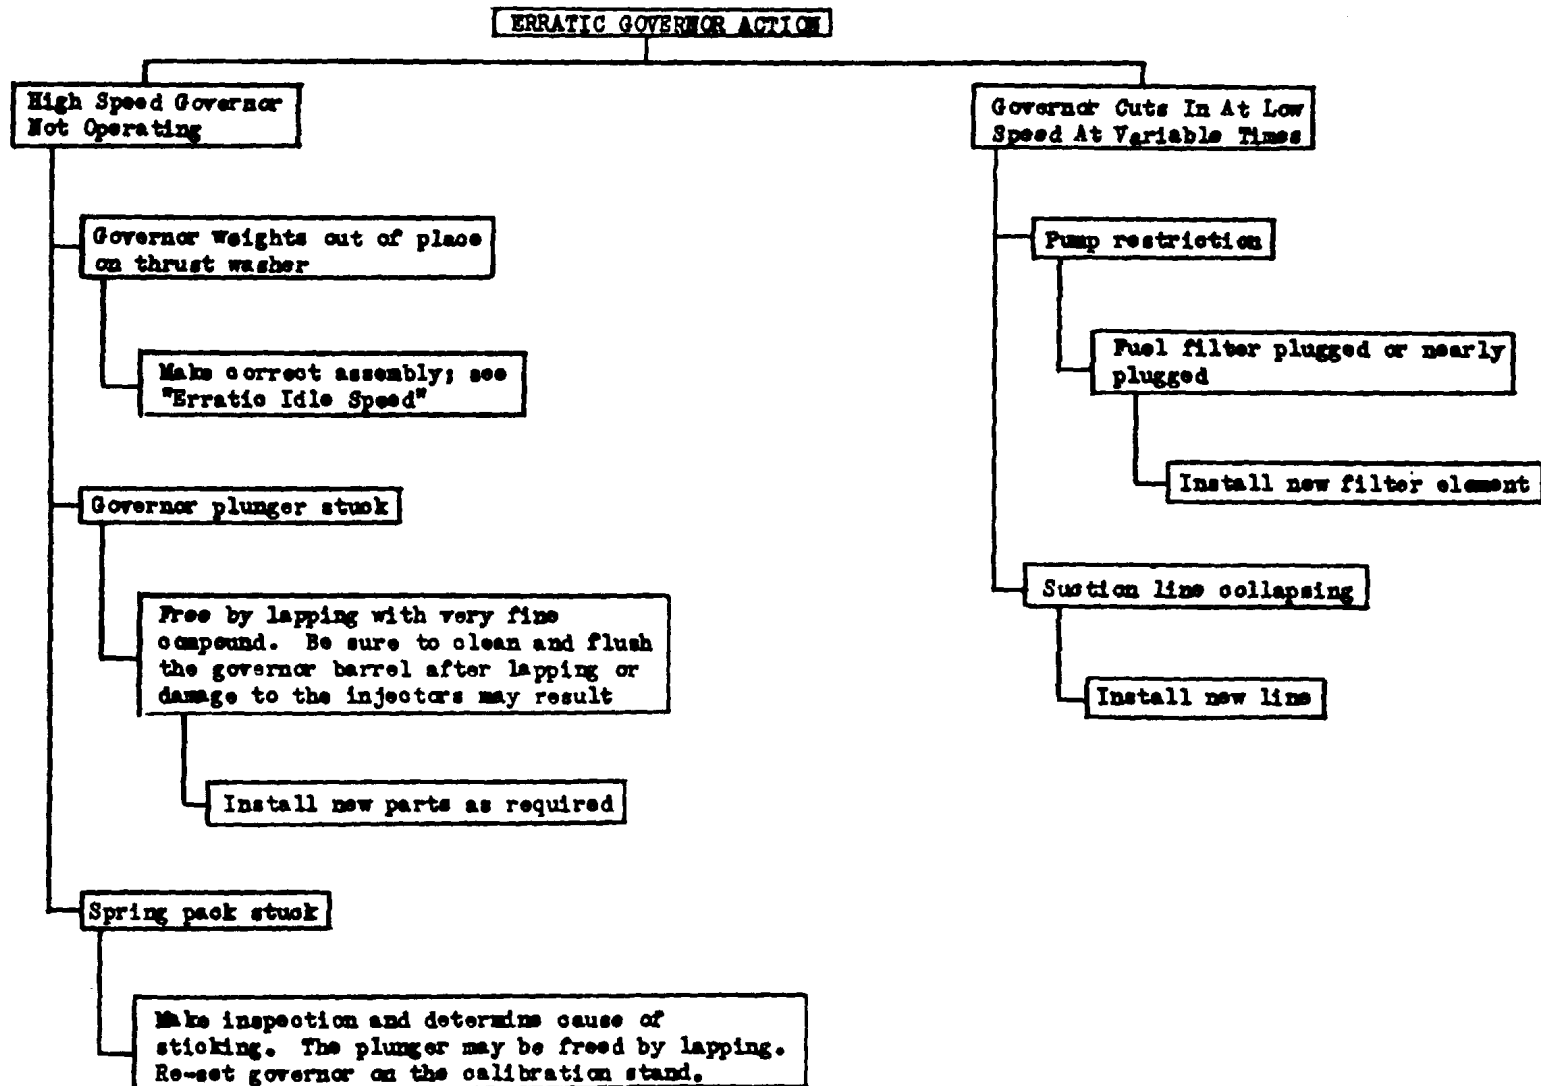 ERRATIC GOVERNOR ACTION
High Speed Governor
Not Operating
Governor weights out of place
on thrust washer
Make correct assembly; see
"Erratic Idle Speed"
Governor plunger stuck
Free by lapping with very fine
compound. Be sure to clean and flush
the governor barrel after lapping or
damage to the injectors may result
Install new parts as required
Spring pack stuck
Make inspection and determine cause of
sticking. The plunger may be freed by lapping.
Re-set governor on the calibration stand.
Governor Cuts In At Low
Speed At Variable Times
Pump restriction
Fuel filter plugged or nearly
plugged
Install new filter element
Suction line collapsing
Install new line